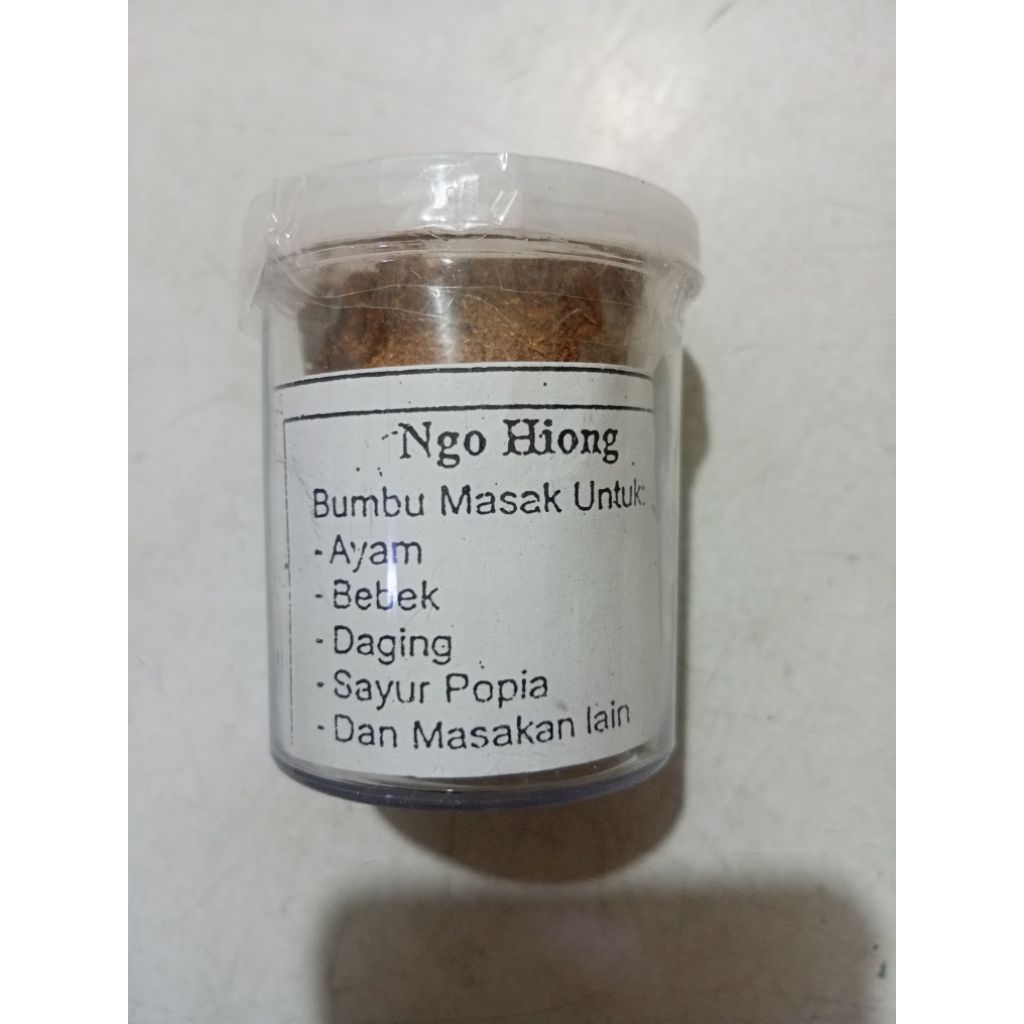 Ngo Hiong
Bumbu Masak Untuk:
- Ayam
- Bebek
- Daging
- Sayur Popia
- Dan Masakan lain